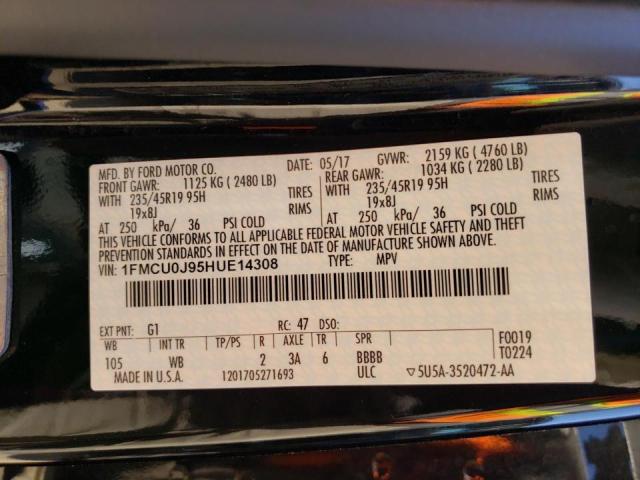 MFD. BY FORD MOTOR CO. DATE: 05/17 GVWR: 2159 KG ( 4760 LB)
FRONT GAWR: 1125 KG ( 2480 LB) REAR GAWR: 1034 KG ( 2280 LB)
WITH 235/45R19 95H TIRES WITH 235/45R19 95H TIRES
19x8J RIMS 19x8J RIMS
AT 250 kPa/ 36 PSI COLD AT 250 kPa/ 36 PSI COLD
THIS VEHICLE CONFORMS TO ALL APPLICABLE FEDERAL MOTOR VEHICLE SAFETY AND THEFT
PREVENTION STANDARDS IN EFFECT ON THE DATE OF MANUFACTURE SHOWN ABOVE.
VIN: 1FMCU0J95HUE14308 TYPE: MPV
EXT PNT: G1 RC: 47 DSO:
WB INT TR TP/PS R AXLE TR SPR F0019
105 WB 2 3A 6 BBBB T0224
MADE IN U.S.A. 1201705271693 ULC ▽5U5A-3520472-AA